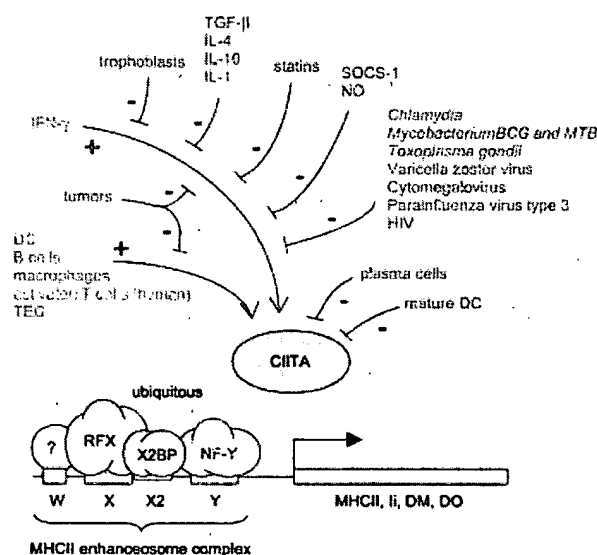 TGF-β
IL-4
IL-10
IL-1
trophoblasts
statins
SOCS-1
NO
Chlamydia
MycobacteriumBCG and MTB
Toxoplasma gondii
Varicella zoster virus
Cytomegalovirus
Parainfluenza virus type 3
HIV
IFN-γ
+
-
-
-
-
-
tumors
-
-
DC
B cells
macrophages
activated T cells (human)
TEC
+
plasma cells
-
mature DC
-
CIITA
ubiquitous
?
RFX
X2BP
NF-Y
W
X
X2
Y
MHCII, Ii, DM, DO
MHCII enhanceosome complex